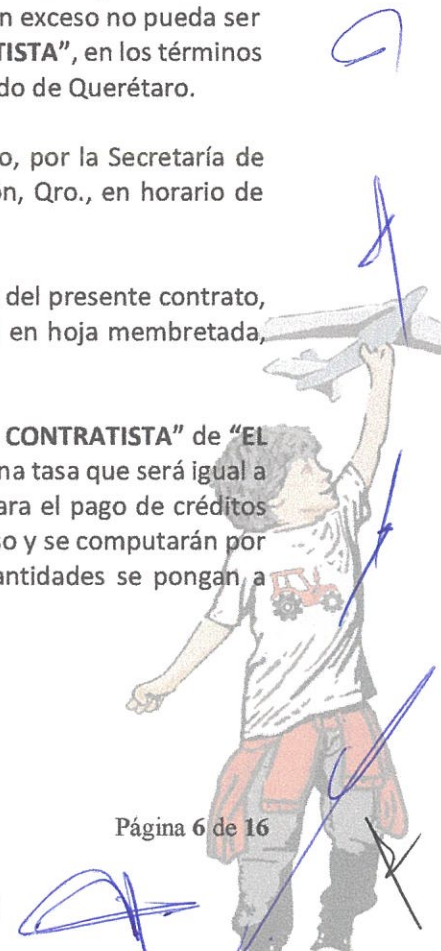 n exceso no pueda ser
TISTA", en los términos
do de Querétaro.
o, por la Secretaría de
ón, Qro., en horario de
del presente contrato,
en hoja membretada,
CONTRATISTA" de "EL
na tasa que será igual a
ara el pago de créditos
so y se computarán por
antidades se pongan a
Página 6 de 16